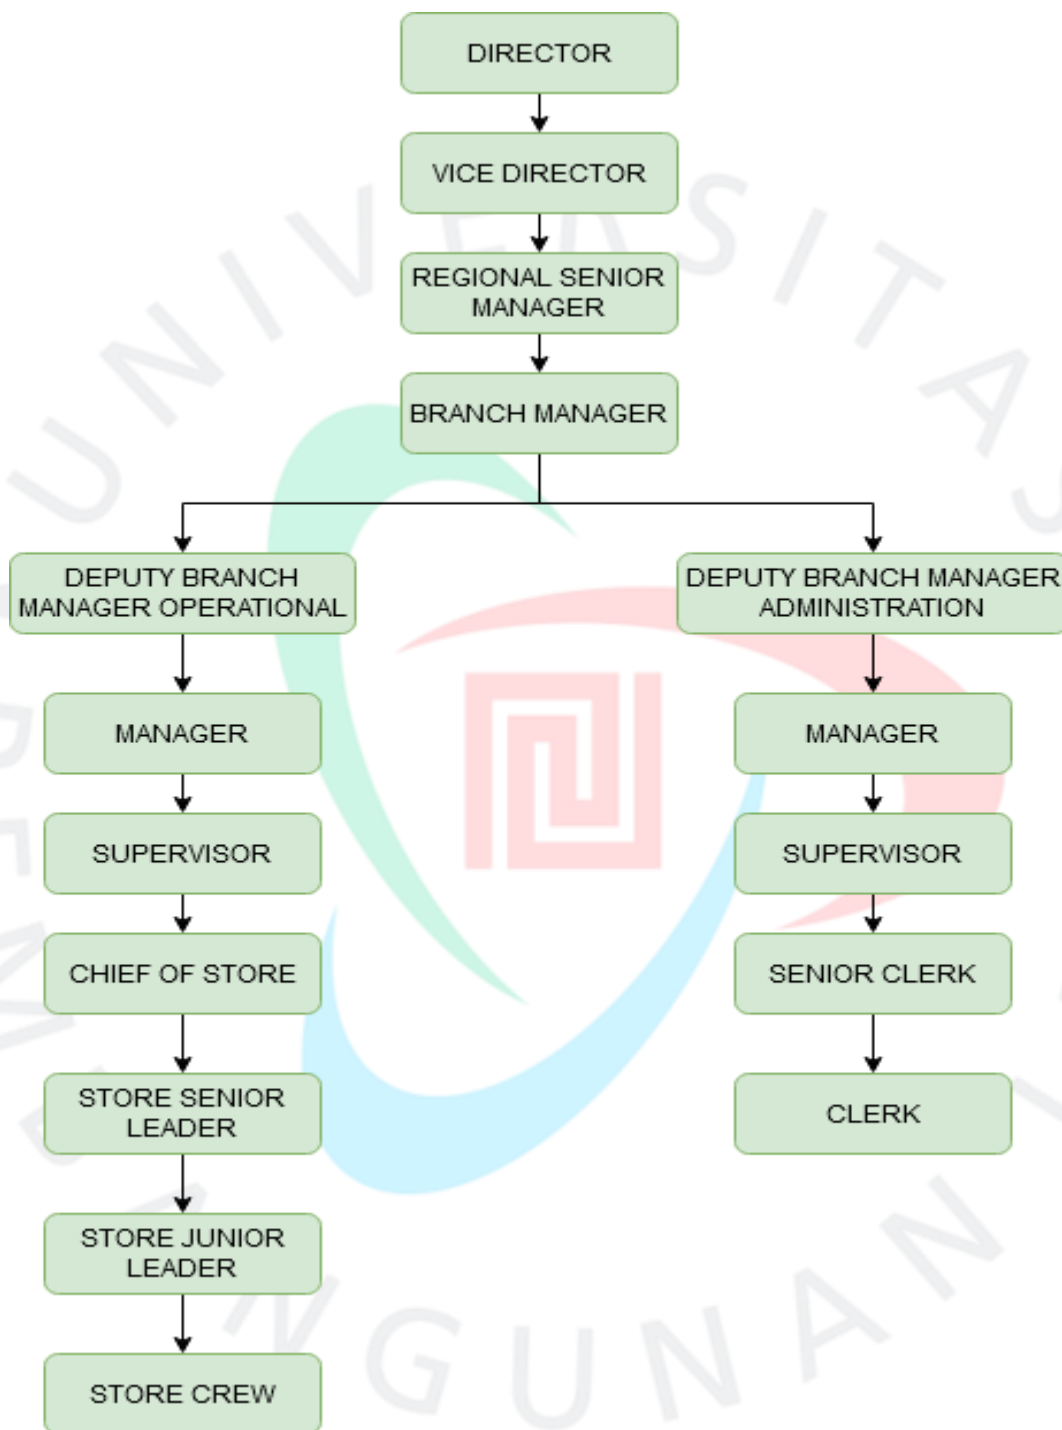 DIRECTOR
VICE DIRECTOR
REGIONAL SENIOR
MANAGER
BRANCH MANAGER
DEPUTY BRANCH
MANAGER OPERATIONAL
DEPUTY BRANCH MANAGER
ADMINISTRATION
MANAGER
MANAGER
SUPERVISOR
SUPERVISOR
CHIEF OF STORE
SENIOR CLERK
STORE SENIOR
LEADER
CLERK
STORE JUNIOR
LEADER
STORE CREW
UNIVERSITAS